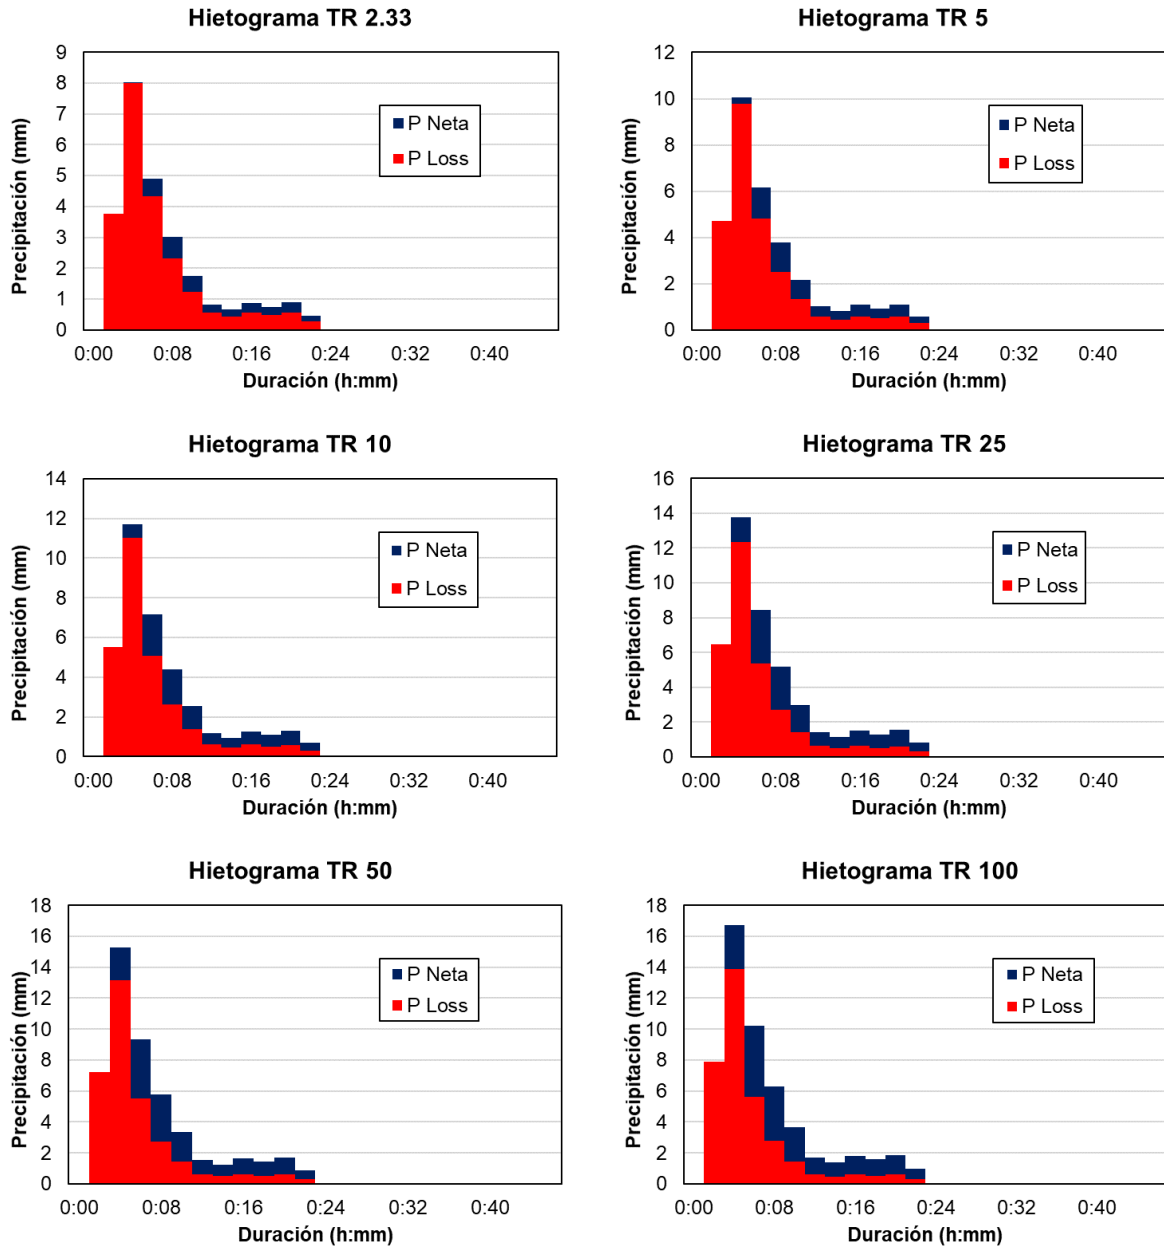 Hietograma TR 2.33
Precipitación (mm)
9
8
7
6
5
4
3
2
1
0
P Neta
P Loss
0:00 0:08 0:16 0:24 0:32 0:40
Duración (h:mm)
Hietograma TR 5
Precipitación (mm)
12
10
8
6
4
2
0
P Neta
P Loss
0:00 0:08 0:16 0:24 0:32 0:40
Duración (h:mm)
Hietograma TR 10
Precipitación (mm)
14
12
10
8
6
4
2
0
P Neta
P Loss
0:00 0:08 0:16 0:24 0:32 0:40
Duración (h:mm)
Hietograma TR 25
Precipitación (mm)
16
14
12
10
8
6
4
2
0
P Neta
P Loss
0:00 0:08 0:16 0:24 0:32 0:40
Duración (h:mm)
Hietograma TR 50
Precipitación (mm)
18
16
14
12
10
8
6
4
2
0
P Neta
P Loss
0:00 0:08 0:16 0:24 0:32 0:40
Duración (h:mm)
Hietograma TR 100
Precipitación (mm)
18
16
14
12
10
8
6
4
2
0
P Neta
P Loss
0:00 0:08 0:16 0:24 0:32 0:40
Duración (h:mm)